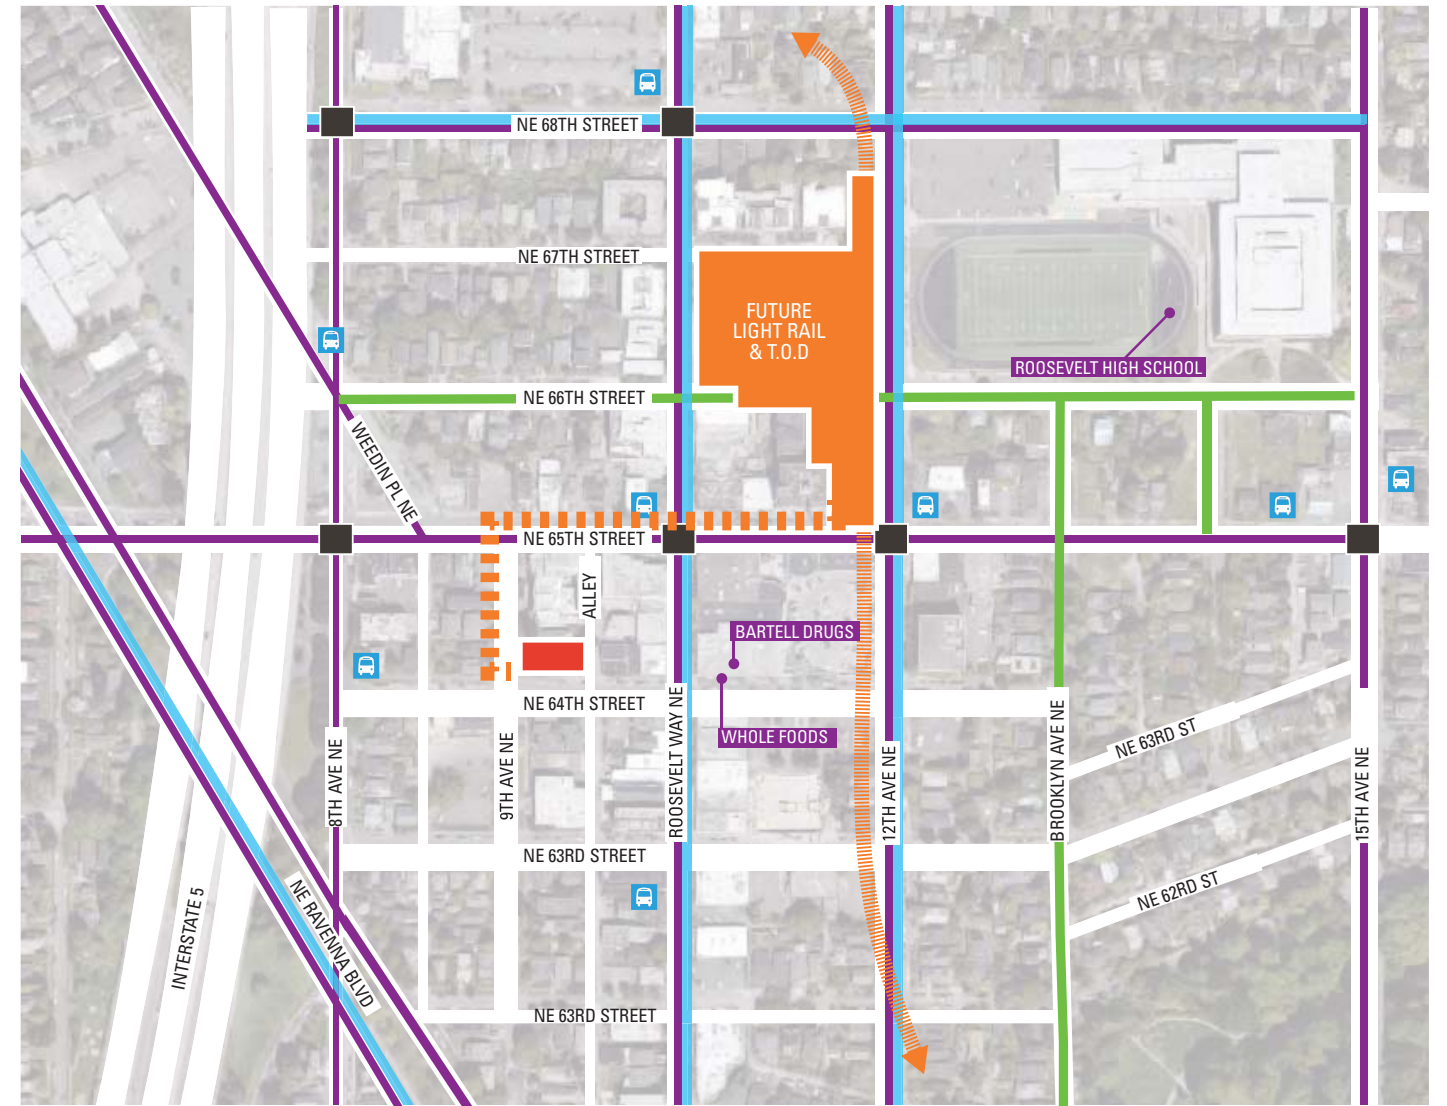 NE 68TH STREET
NE 67TH STREET
FUTURE
LIGHT RAIL
& T.O.D
ROOSEVELT HIGH SCHOOL
NE 66TH STREET
WEEDIN PL NE
NE 65TH STREET
ALLEY
BARTELL DRUGS
NE 64TH STREET
WHOLE FOODS
8TH AVE NE
9TH AVE NE
ROOSEVELT WAY NE
12TH AVE NE
BROOKLYN AVE NE
NE 63RD ST
15TH AVE NE
NE 63RD STREET
NE 62RD ST
INTERSTATE 5
NE RAVENNA BLVD
NE 63RD STREET